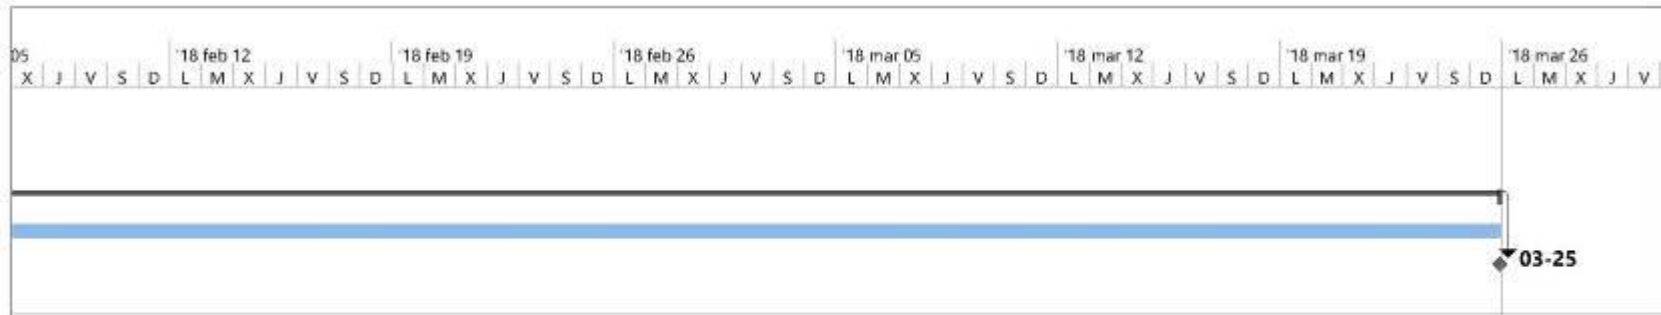 05 '18 feb 12 '18 feb 19 '18 feb 26 '18 mar 05 '18 mar 12 '18 mar 19 '18 mar 26
X J V S D L M X J V S D L M X J V S D L M X J V S D L M X J V S D L M X J V S D L M X J V S D L M X J V
03-25